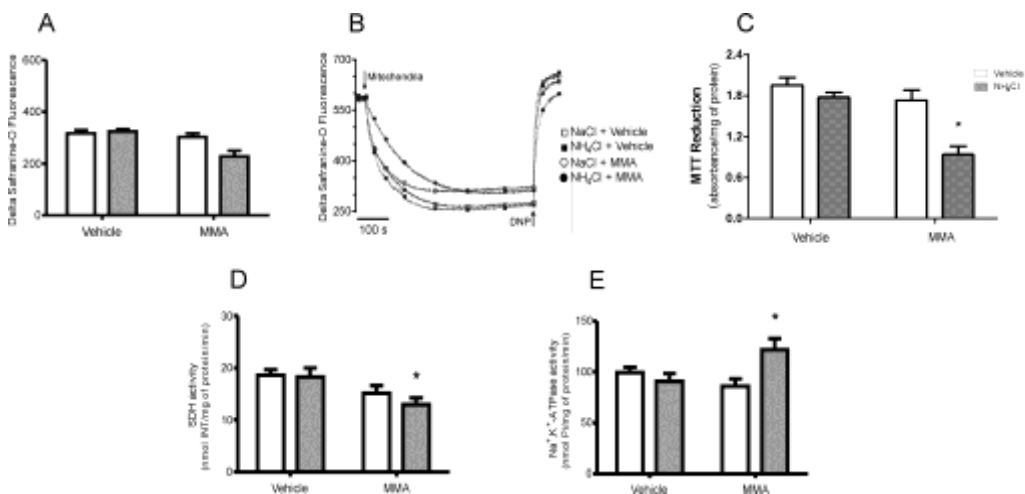 A
Delta Safranine-O Fluorescence
600
400
200
0
Vehicle
MMA
B
Delta Safranine-O Fluorescence
700
550
400
250
Mitochondria
NaCl + Vehicle
NH₄Cl + Vehicle
NaCl + MMA
NH₄Cl + MMA
DNP
100 s
C
MTT Reduction
(absorbance/mg of protein)
2.4
1.8
1.2
0.6
0.0
*
Vehicle
MMA
Vehicle
NH₄Cl
D
SDH activity
(nmol INT/mg of protein/min)
30
20
10
0
*
Vehicle
MMA
E
Na⁺,K⁺-ATPase activity
(nmol Pi/mg of protein/min)
150
100
50
0
*
Vehicle
MMA